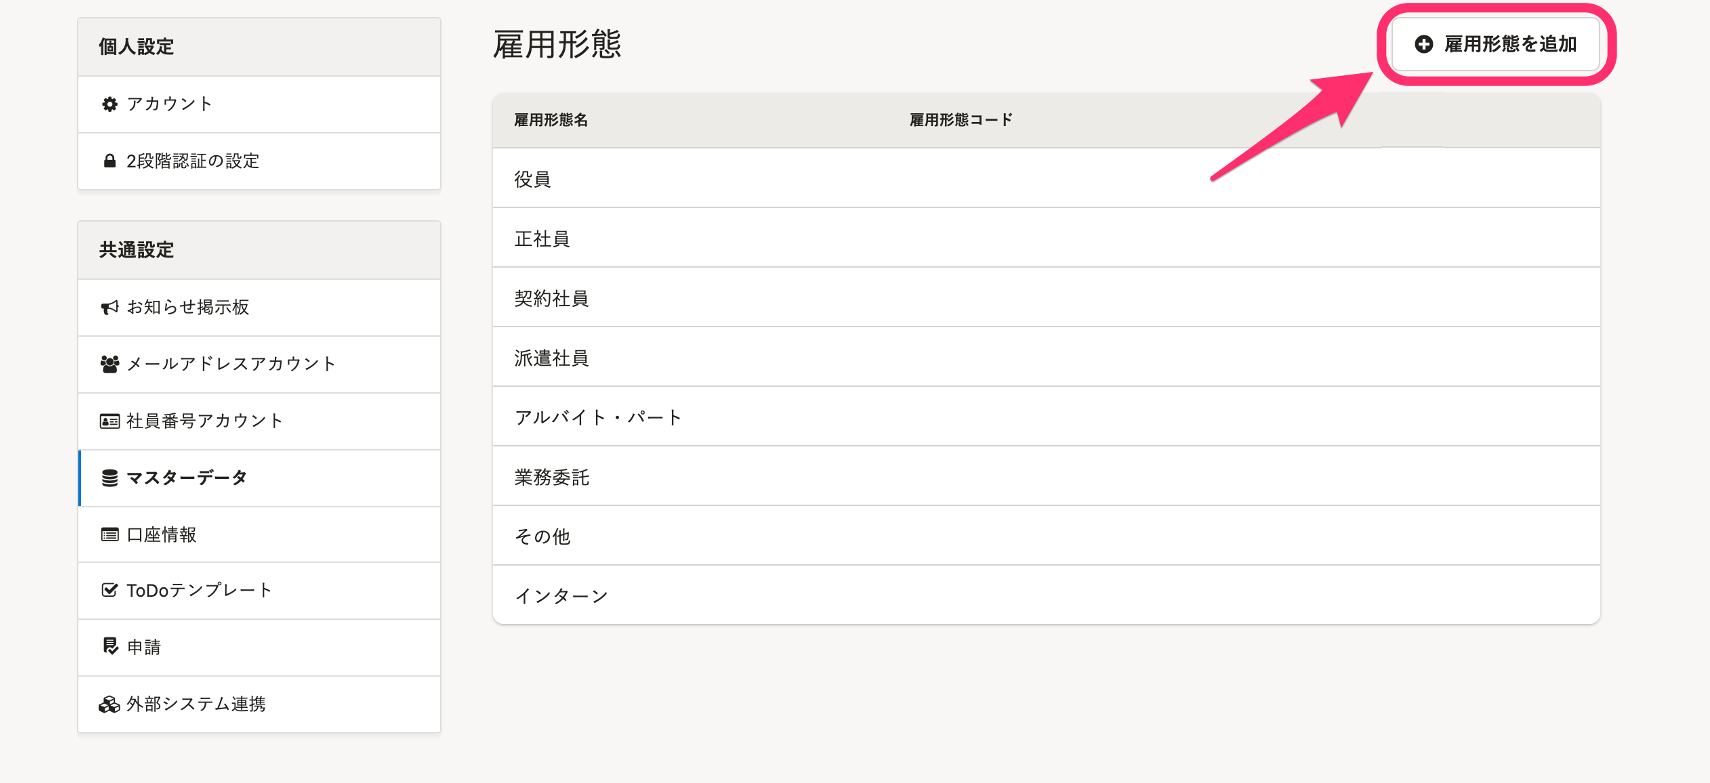 個人設定
アカウント
2段階認証の設定
共通設定
お知らせ掲示板
メールアドレスアカウント
社員番号アカウント
マスターデータ
口座情報
ToDoテンプレート
申請
外部システム連携
雇用形態
雇用形態を追加
雇用形態名 雇用形態コード
役員
正社員
契約社員
派遣社員
アルバイト・パート
業務委託
その他
インターン